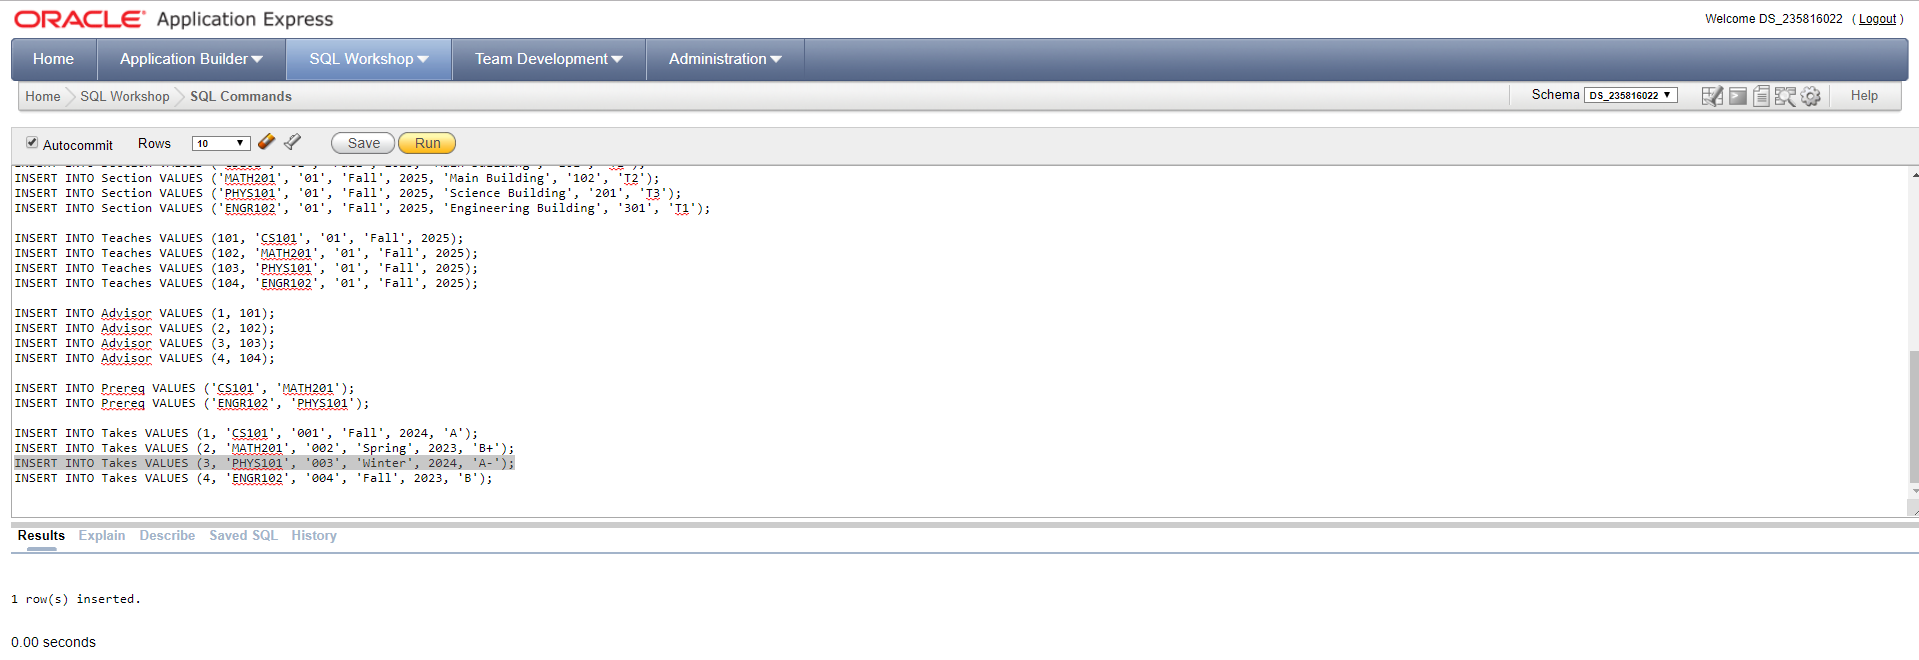 ORACLE Application Express
Welcome DS_235816022 ( Logout )
Home Application Builder SQL Workshop Team Development Administration
Home SQL Workshop SQL Commands Schema DS_235816022 Help
Autocommit Rows 10 Save Run
INSERT INTO Section VALUES ('MATH201', '01', 'Fall', 2025, 'Main Building', '102', 'T2');
INSERT INTO Section VALUES ('PHYS101', '01', 'Fall', 2025, 'Science Building', '201', 'T3');
INSERT INTO Section VALUES ('ENGR102', '01', 'Fall', 2025, 'Engineering Building', '301', 'T1');
INSERT INTO Teaches VALUES (101, 'CS101', '01', 'Fall', 2025);
INSERT INTO Teaches VALUES (102, 'MATH201', '01', 'Fall', 2025);
INSERT INTO Teaches VALUES (103, 'PHYS101', '01', 'Fall', 2025);
INSERT INTO Teaches VALUES (104, 'ENGR102', '01', 'Fall', 2025);
INSERT INTO Advisor VALUES (1, 101);
INSERT INTO Advisor VALUES (2, 102);
INSERT INTO Advisor VALUES (3, 103);
INSERT INTO Advisor VALUES (4, 104);
INSERT INTO Prereq VALUES ('CS101', 'MATH201');
INSERT INTO Prereq VALUES ('ENGR102', 'PHYS101');
INSERT INTO Takes VALUES (1, 'CS101', '001', 'Fall', 2024, 'A');
INSERT INTO Takes VALUES (2, 'MATH201', '002', 'Spring', 2023, 'B+');
INSERT INTO Takes VALUES (3, 'PHYS101', '003', 'Winter', 2024, 'A-');
INSERT INTO Takes VALUES (4, 'ENGR102', '004', 'Fall', 2023, 'B');
Results Explain Describe Saved SQL History
1 row(s) inserted.
0.00 seconds